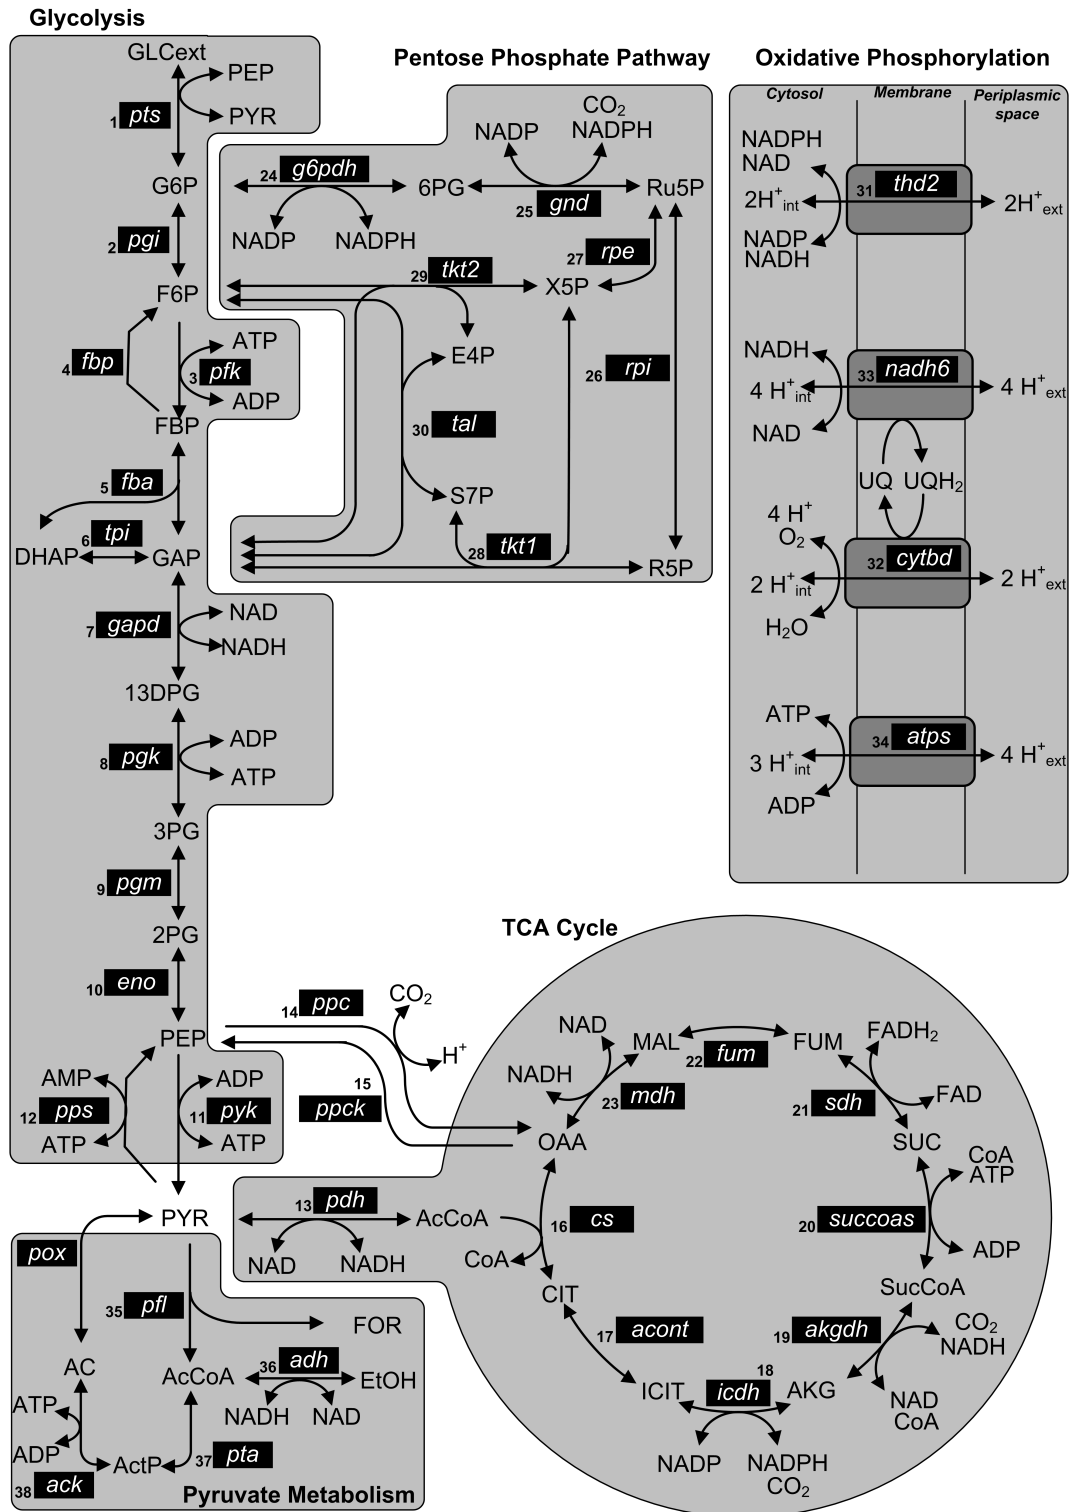 Glycolysis
GLCext
PEP
1 pts
PYR
G6P
2 pgi
F6P
ATP
4 fbp
3 pfk
ADP
FBP
5 fba
6 tpi
DHAP
GAP
NAD
7 gapd
NADH
13DPG
ADP
8 pgk
ATP
3PG
9 pgm
2PG
10 eno
PEP
AMP
ADP
12 pps
11 pyk
ATP
ATP
PYR
Pentose Phosphate Pathway
CO2
NADP
NADPH
24 g6pdh
6PG
Ru5P
25 gnd
NADP
NADPH
27 rpe
29 tkt2
X5P
E4P
26 rpi
30 tal
S7P
28 tkt1
R5P
Oxidative Phosphorylation
Cytosol
Membrane
Periplasmic
space
NADPH
NAD
31 thd2
2H+int
2H+ext
NADP
NADH
NADH
33 nadh6
4 H+int
4 H+ext
NAD
UQ
UQH2
4 H+
O2
32 cytbd
2 H+int
2 H+ext
H2O
ATP
34 atps
3 H+int
4 H+ext
ADP
TCA Cycle
14 ppc
CO2
H+
15
ppck
NAD
MAL
22 fum
FUM
FADH2
NADH
23 mdh
21 sdh
FAD
OAA
SUC
CoA
ATP
13 pdh
AcCoA
16 cs
20 succoas
NAD
NADH
CoA
ADP
CIT
SucCoA
17 acont
19 akgdh
CO2
NADH
18
ICIT
icdh
AKG
NAD
CoA
NADP
NADPH
CO2
pox
35 pfl
FOR
AC
AcCoA
36 adh
EtOH
ATP
NADH
NAD
ADP
ActP
37 pta
38 ack
Pyruvate Metabolism